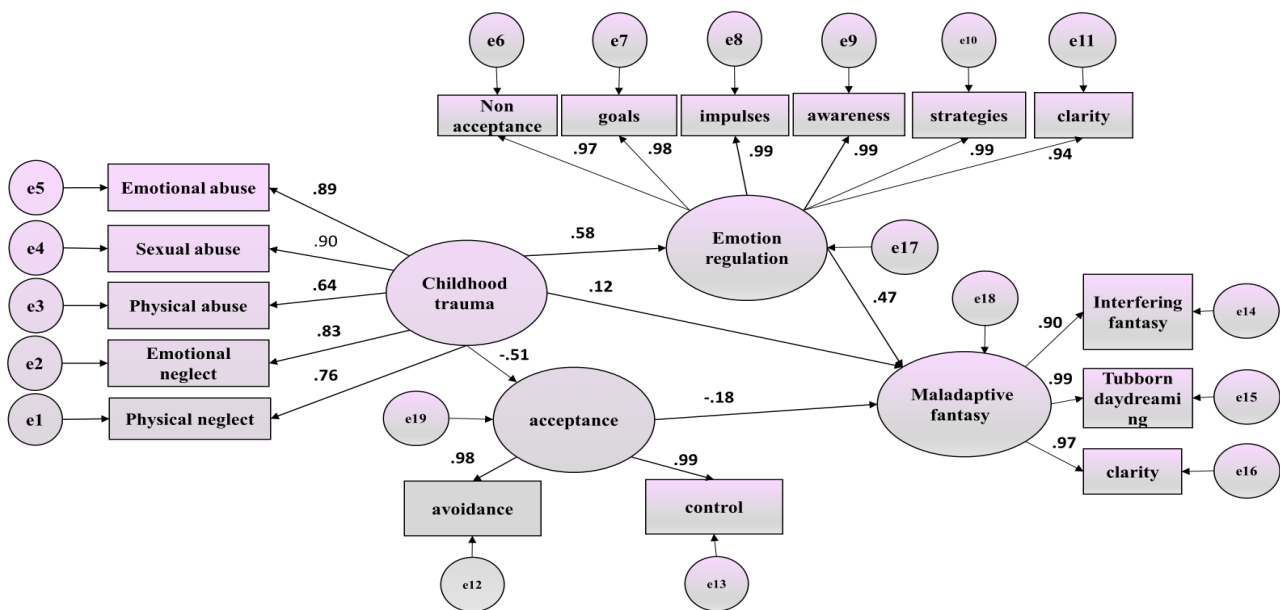 e6
e7
e8
e9
e10
e11
Non
acceptance
goals
impulses
awareness
strategies
clarity
.97
.98
.99
.99
.99
.94
e5
Emotional abuse
.89
e4
Sexual abuse
.90
e3
Physical abuse
.64
e2
Emotional
neglect
.83
e1
Physical neglect
.76
Childhood
trauma
.58
.12
-.51
Emotion
regulation
e17
.47
e18
Maladaptive
fantasy
.90
Interfering
fantasy
e14
.99
Tubborn
daydreami
ng
e15
.97
clarity
e16
e19
acceptance
-.18
.98
.99
avoidance
control
e12
e13